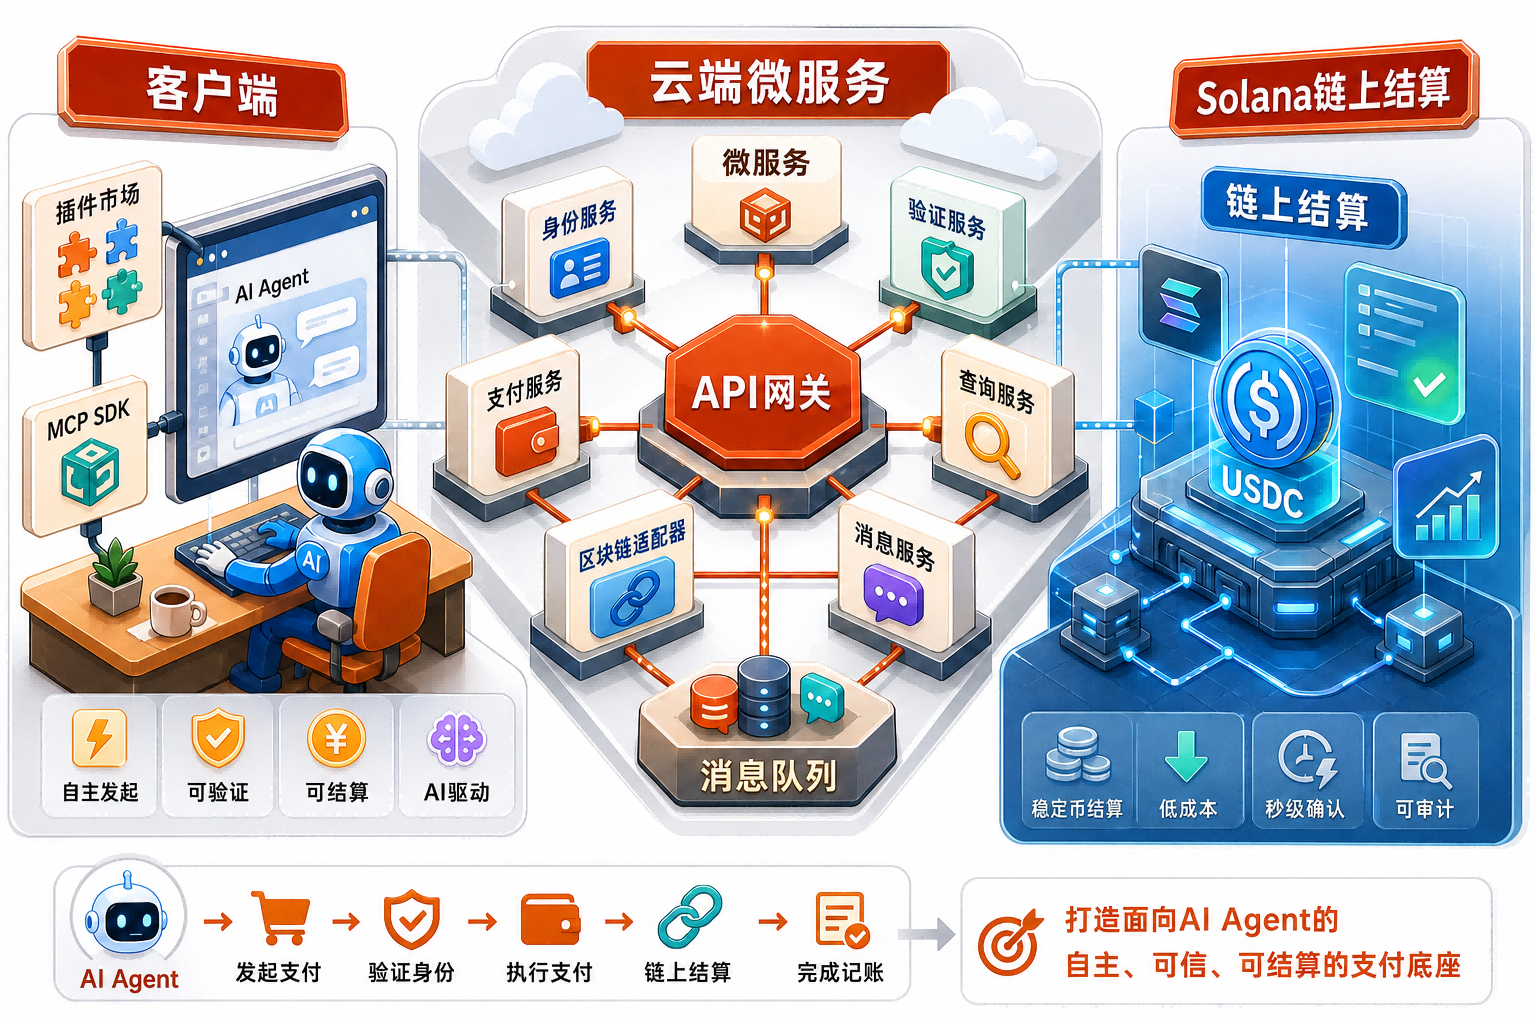 客户端
云端微服务
Solana链上结算
插件市场
AI Agent
MCP SDK
AI
自主发起
可验证
可结算
AI驱动
微服务
身份服务
验证服务
支付服务
API网关
查询服务
区块链适配器
消息服务
消息队列
链上结算
USDC
稳定币结算
低成本
秒级确认
可审计
AI Agent
发起支付
验证身份
执行支付
链上结算
完成记账
打造面向AI Agent的
自主、可信、可结算的支付底座